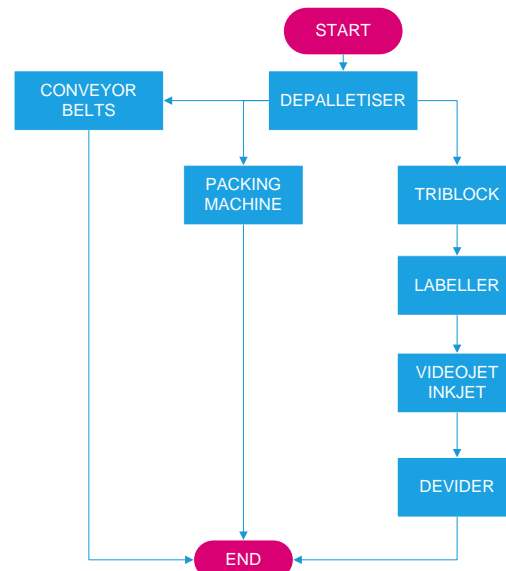 START
CONVEYOR
BELTS
DEPALLETISER
PACKING
MACHINE
TRIBLOCK
LABELLER
VIDEOJET
INKJET
DEVIDER
END